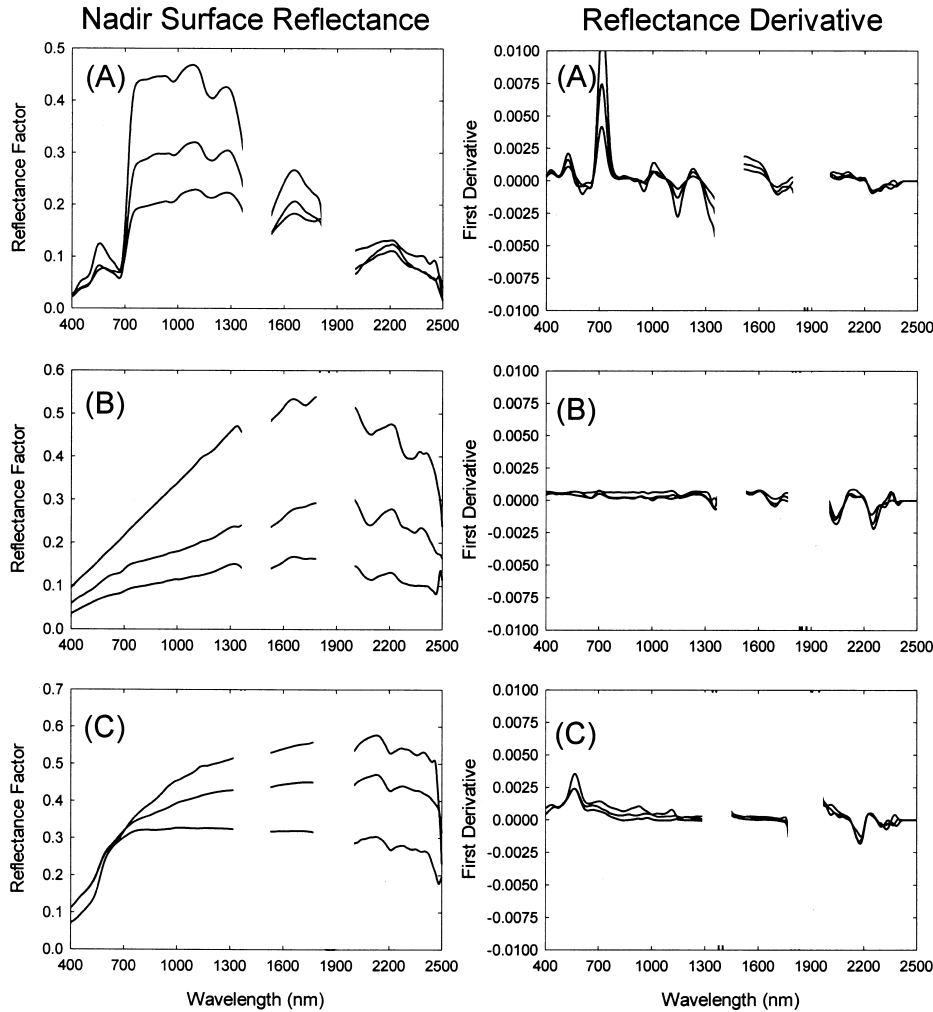 Nadir Surface Reflectance
Reflectance Derivative
(A)
Reflectance Factor
0.5
0.4
0.3
0.2
0.1
0.0
400 700 1000 1300 1600 1900 2200 2500
(A)
First Derivative
0.0100
0.0075
0.0050
0.0025
0.0000
-0.0025
-0.0050
-0.0075
-0.0100
400 700 1000 1300 1600 1900 2200 2500
(B)
Reflectance Factor
0.6
0.5
0.4
0.3
0.2
0.1
0.0
400 700 1000 1300 1600 1900 2200 2500
(B)
First Derivative
0.0100
0.0075
0.0050
0.0025
0.0000
-0.0025
-0.0050
-0.0075
-0.0100
400 700 1000 1300 1600 1900 2200 2500
(C)
Reflectance Factor
0.7
0.6
0.5
0.4
0.3
0.2
0.1
0.0
400 700 1000 1300 1600 1900 2200 2500
Wavelength (nm)
(C)
First Derivative
0.0100
0.0075
0.0050
0.0025
0.0000
-0.0025
-0.0050
-0.0075
-0.0100
400 700 1000 1300 1600 1900 2200 2500
Wavelength (nm)